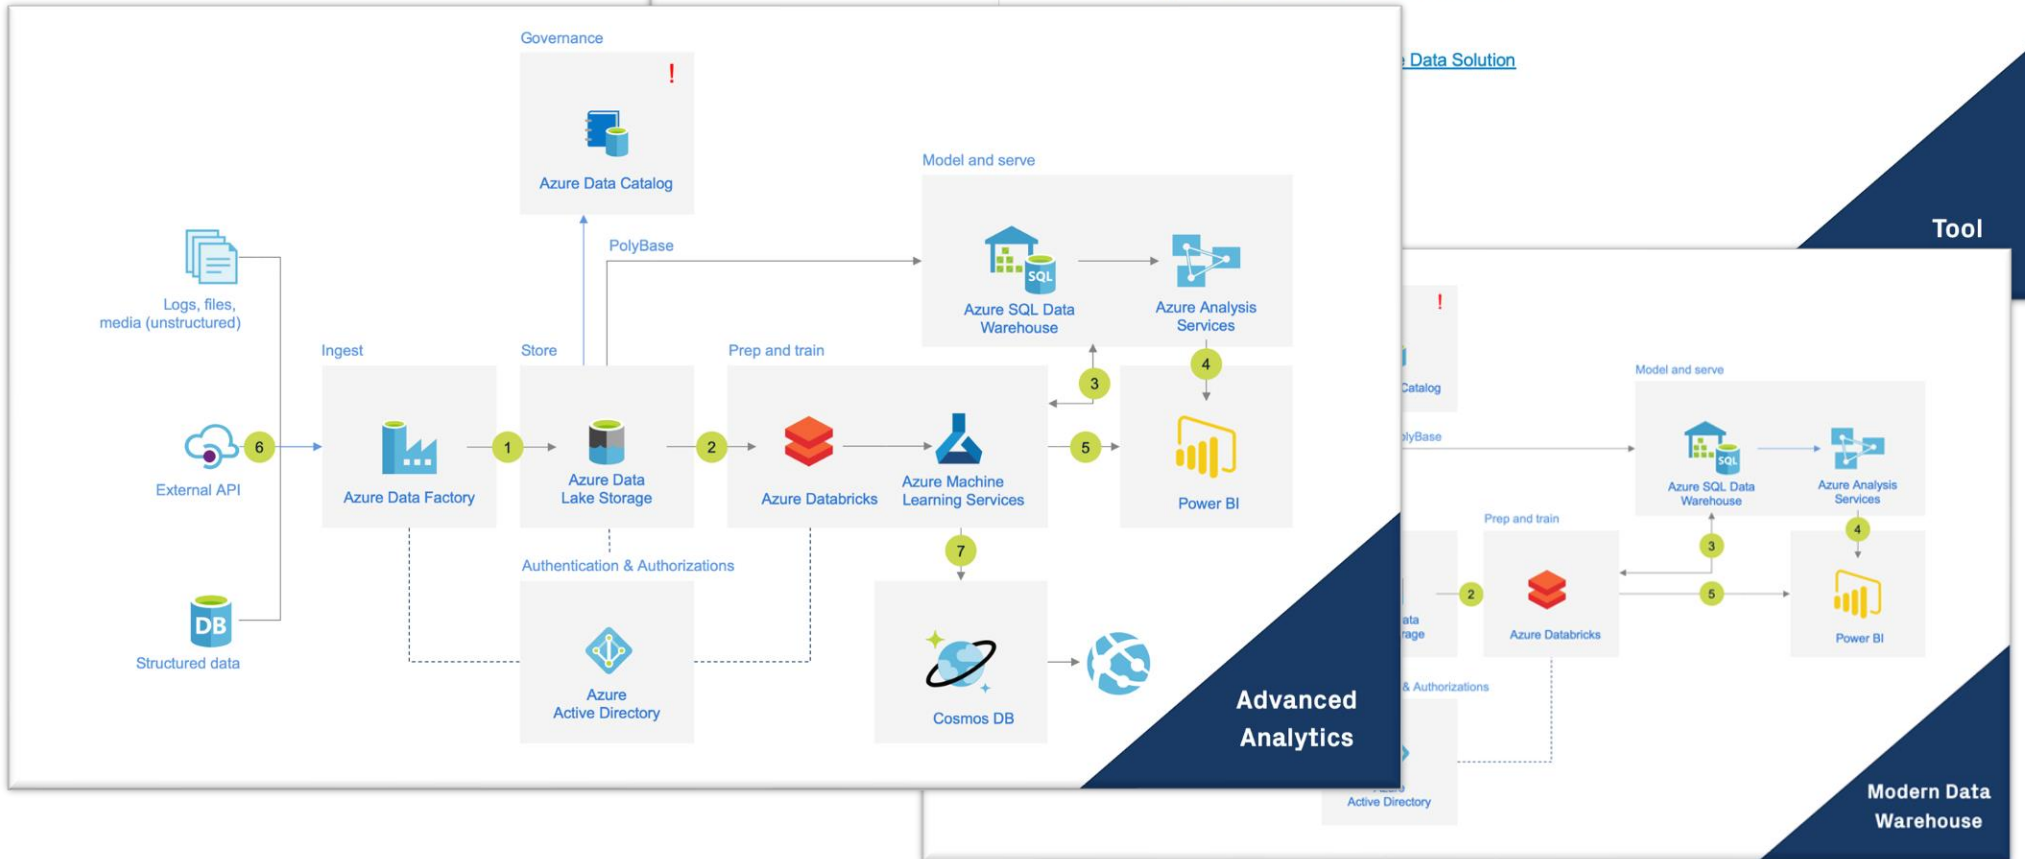 Governance
!
Azure Data Catalog
Model and serve
PolyBase
SQL
Azure SQL Data
Warehouse
Azure Analysis
Services
Logs, files,
media (unstructured)
Ingest
Store
Prep and train
3
4
6
1
2
5
External API
Azure Data Factory
Azure Data
Lake Storage
Azure Databricks
Azure Machine
Learning Services
Power BI
7
Authentication & Authorizations
DB
Structured data
Azure
Active Directory
Cosmos DB
Advanced
Analytics
Data Solution
Tool
!
Catalog
Model and serve
SQL
Azure SQL Data
Warehouse
Azure Analysis
Services
Prep and train
3
4
2
5
Azure Databricks
Power BI
& Authorizations
Active Directory
Modern Data
Warehouse